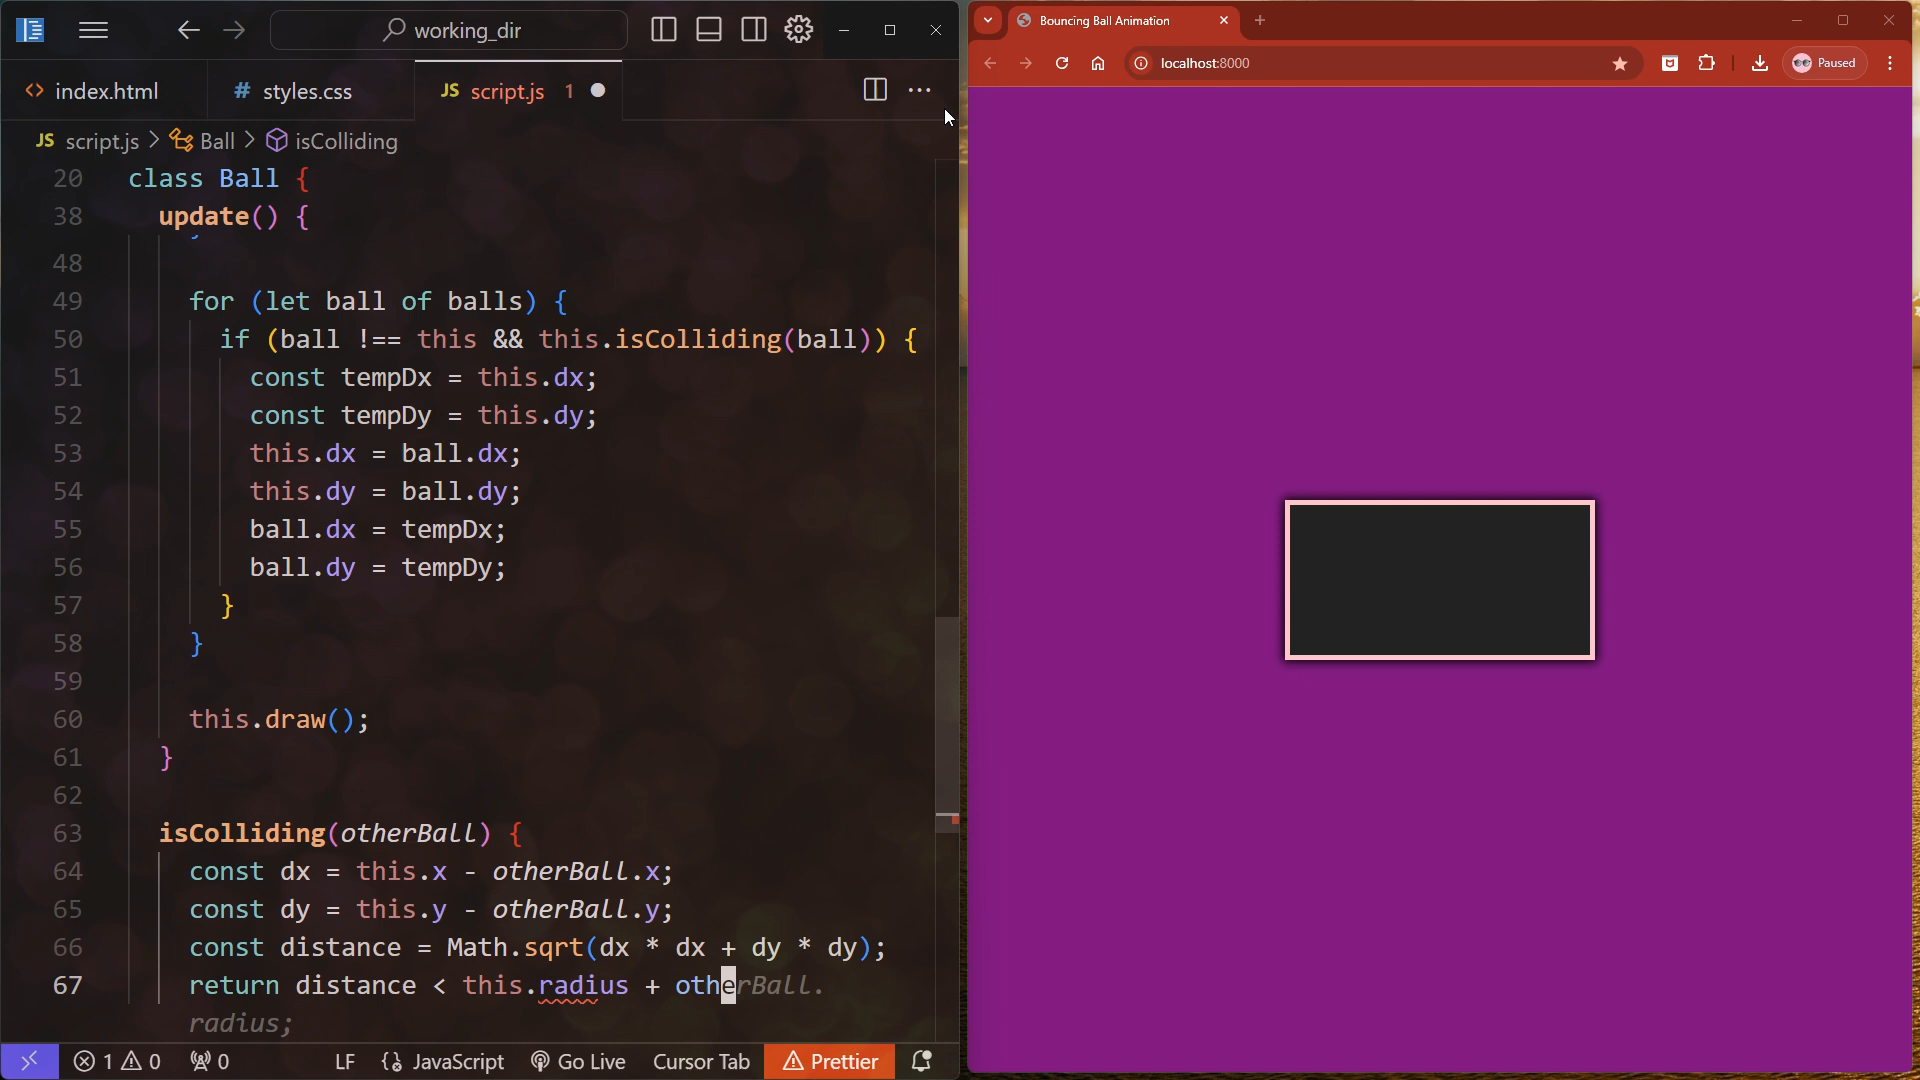 working_dir
index.html
# styles.css
JS script.js 1
JS script.js > Ball > isColliding
20 class Ball {
38 update() {
48
49 for (let ball of balls) {
50 if (ball !== this && this.isColliding(ball)) {
51 const tempDx = this.dx;
52 const tempDy = this.dy;
53 this.dx = ball.dx;
54 this.dy = ball.dy;
55 ball.dx = tempDx;
56 ball.dy = tempDy;
57 }
58 }
59
60 this.draw();
61 }
62
63 isColliding(otherBall) {
64 const dx = this.x - otherBall.x;
65 const dy = this.y - otherBall.y;
66 const distance = Math.sqrt(dx * dx + dy * dy);
67 return distance < this.radius + otherBall.
radius;
1 0 0 LF {} JavaScript Go Live Cursor Tab Prettier
Bouncing Ball Animation
localhost:8000
Paused